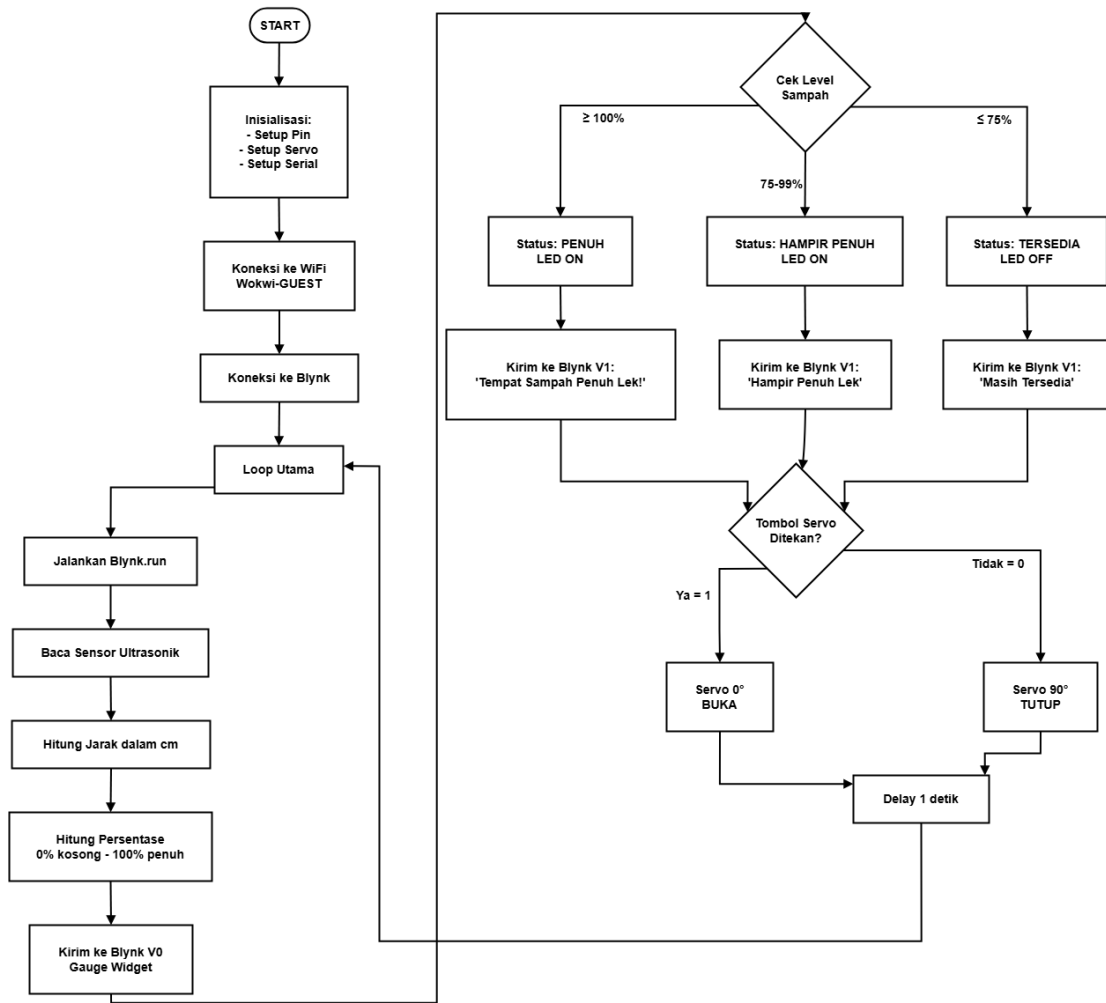 START
Inisialisasi:
- Setup Pin
- Setup Servo
- Setup Serial
Koneksi ke WiFi
Wokwi-GUEST
Koneksi ke Blynk
Loop Utama
Jalankan Blynk.run
Baca Sensor Ultrasonik
Hitung Jarak dalam cm
Hitung Persentase
0% kosong - 100% penuh
Kirim ke Blynk V0
Gauge Widget
Cek Level
Sampah
≥ 100%
75-99%
≤ 75%
Status: PENUH
LED ON
Status: HAMPIR PENUH
LED ON
Status: TERSEDIA
LED OFF
Kirim ke Blynk V1:
'Tempat Sampah Penuh Lek!'
Kirim ke Blynk V1:
'Hampir Penuh Lek'
Kirim ke Blynk V1:
'Masih Tersedia'
Tombol Servo
Ditekan?
Ya = 1
Tidak = 0
Servo 0°
BUKA
Servo 90°
TUTUP
Delay 1 detik